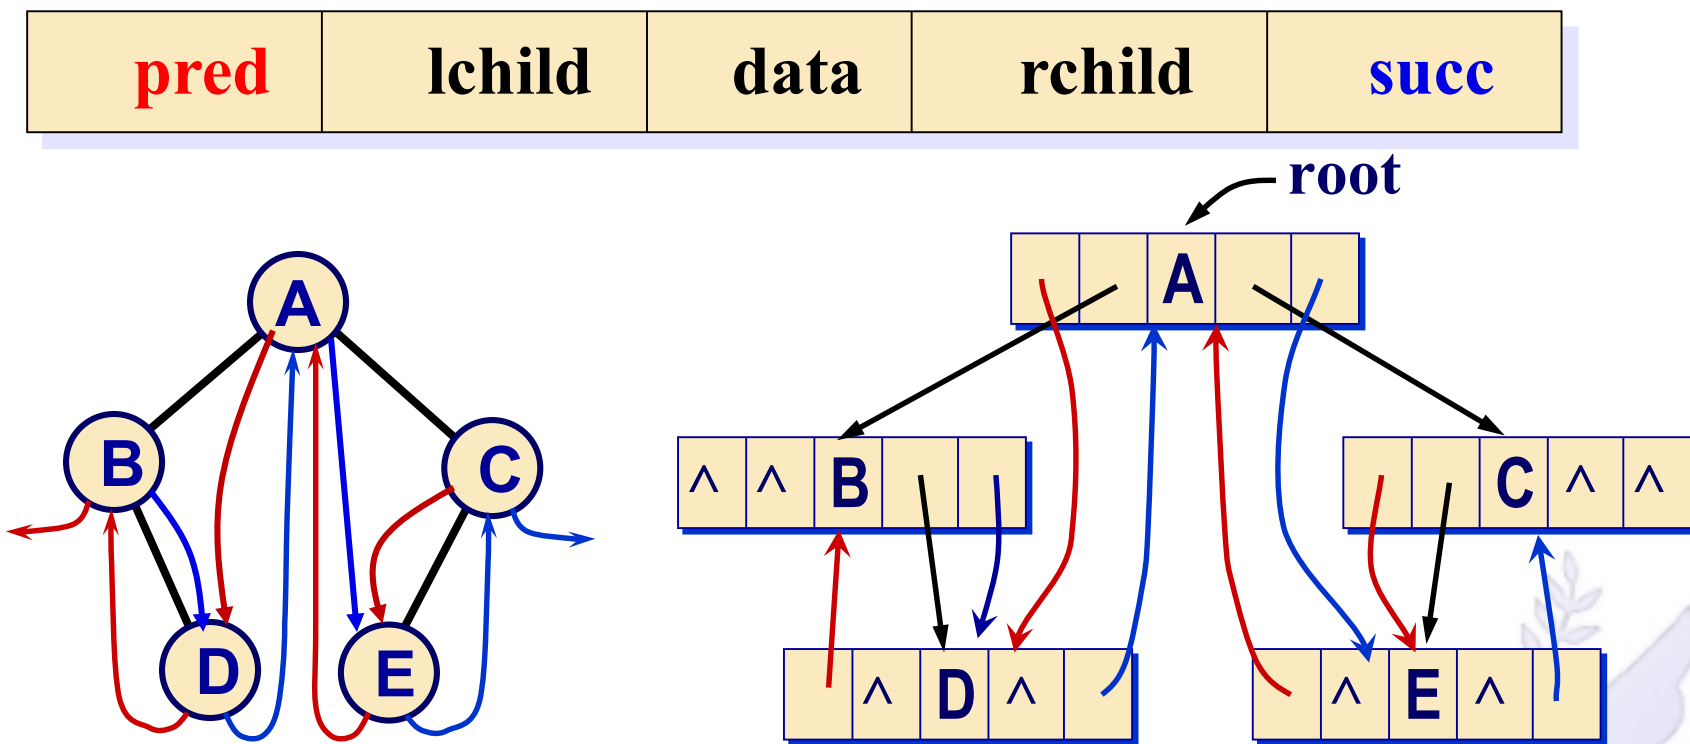 pred lchild data rchild succ
root
A
B
C
D
E
A
^ ^ B
C ^ ^
^ D ^
^ E ^